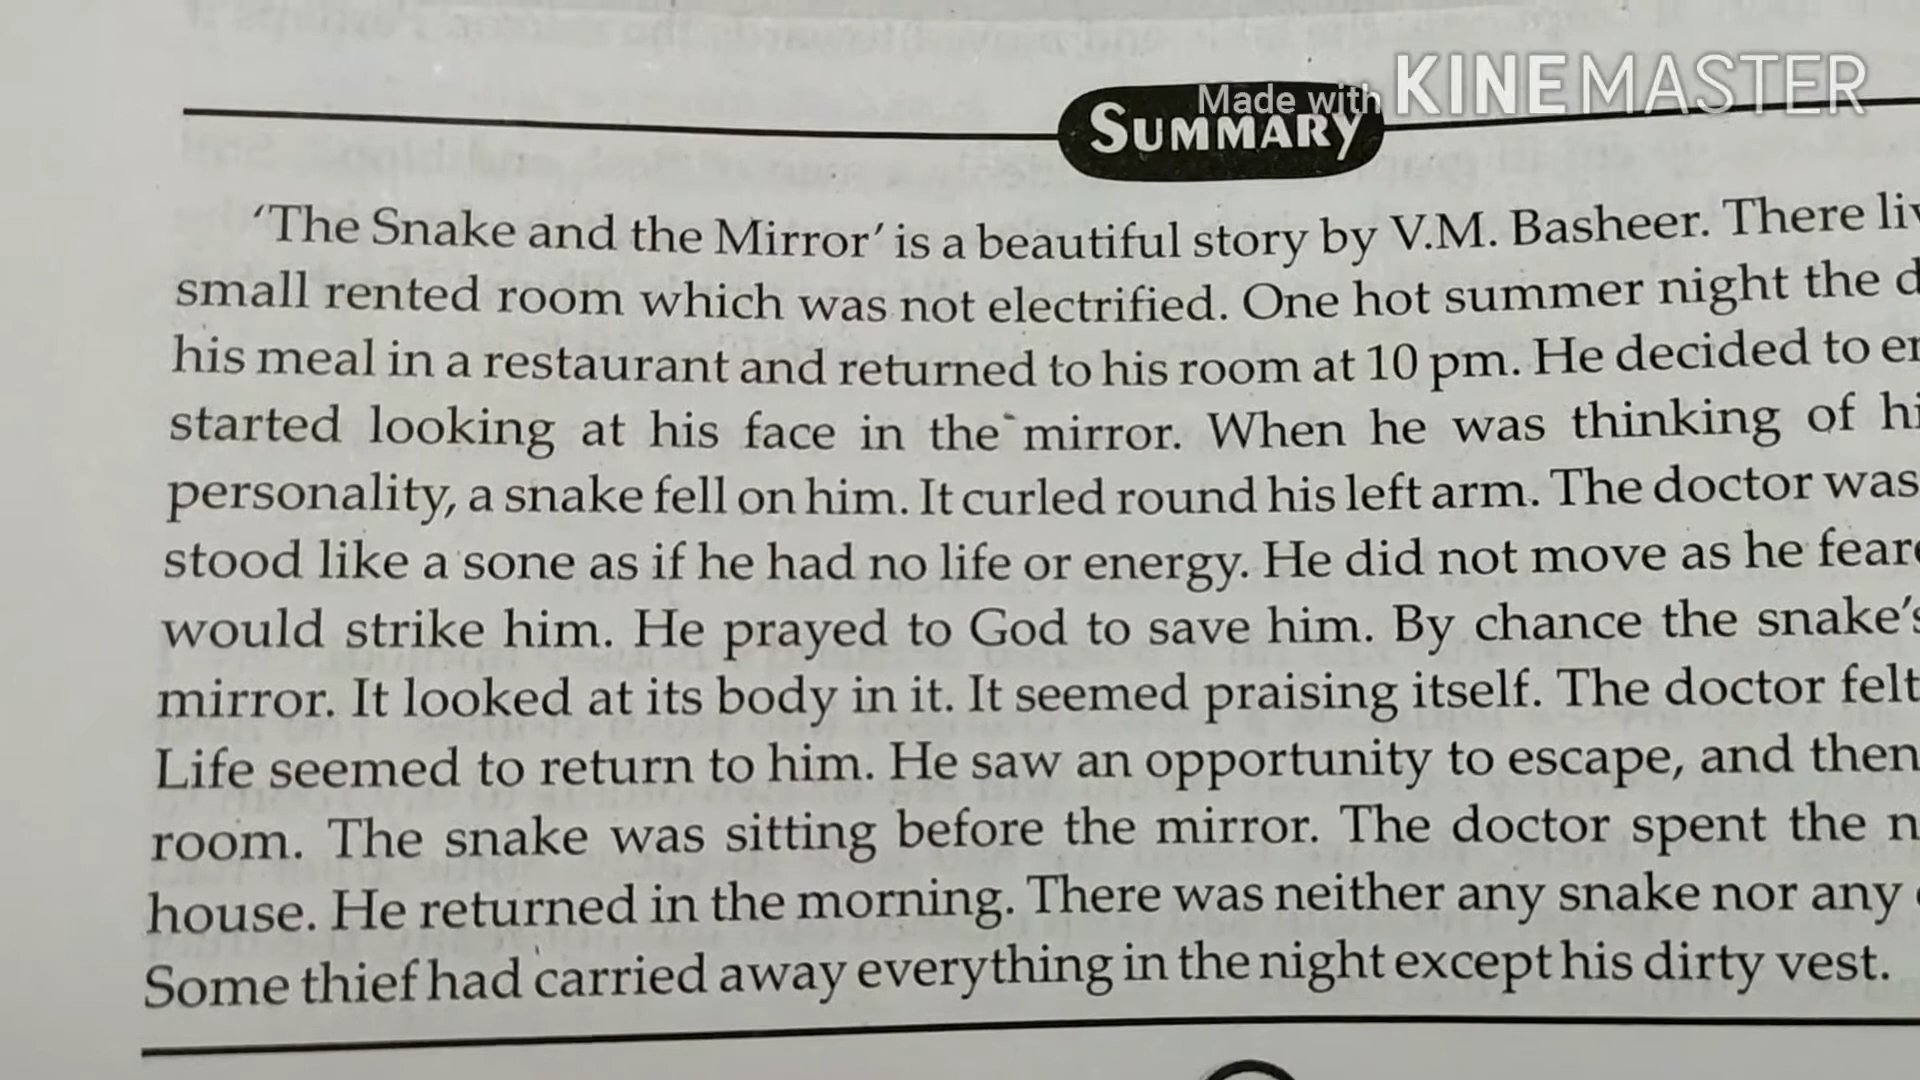 Made with KINEMASTER
SUMMARY
‘The Snake and the Mirror’ is a beautiful story by V.M. Basheer. There
small rented room which was not electrified. One hot summer night the
his meal in a restaurant and returned to his room at 10 pm. He decided to
started looking at his face in the mirror. When he was thinking of
personality, a snake fell on him. It curled round his left arm. The doctor was
stood like a sone as if he had no life or energy. He did not move as he
would strike him. He prayed to God to save him. By chance the snake’s
mirror. It looked at its body in it. It seemed praising itself. The doctor felt
Life seemed to return to him. He saw an opportunity to escape, and then
room. The snake was sitting before the mirror. The doctor spent the
house. He returned in the morning. There was neither any snake nor any
Some thief had carried away everything in the night except his dirty vest.